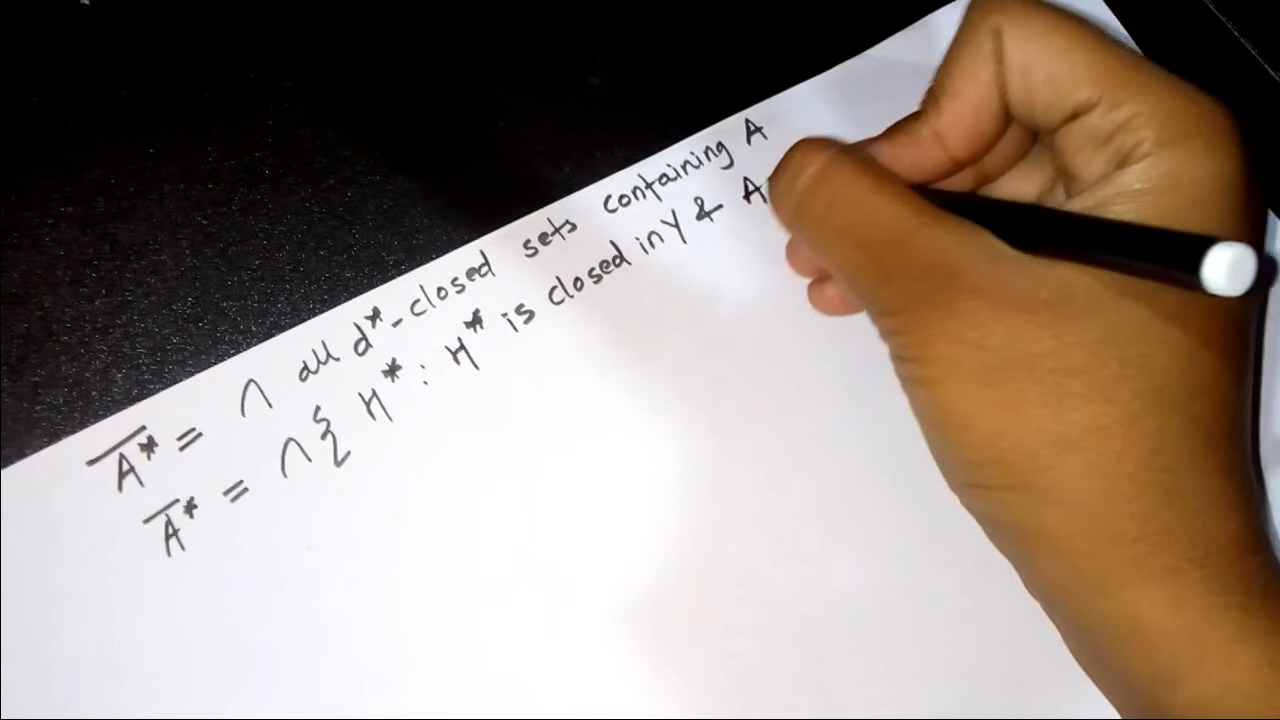 A̅* = ∩ all d*-closed sets containing A
A̅* = ∩{ H* : H* is closed in Y & A